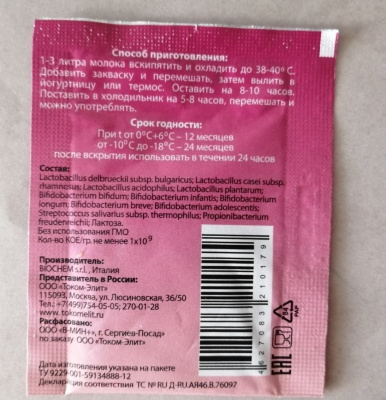 Способ приготовления:
1-3 литра молока вскипятить и охладить до 38-40° С.
Добавить закваску и перемешать, затем вылить в
йогуртницу или термос. Оставить на 8-10 часов.
Поставить в холодильник на 5-8 часов, перемешать и
можно употреблять.
Срок годности:
При t от 0°С+6°С – 12 месяцев
от -10°С до -18°С – 24 месяцев
после вскрытия использовать в течении 24 часов
Состав:
Lactobacillus delbrueckii subsp. bulgaricus; Lactobacillus casei subsp.
rhamnosus; Lactobacillus acidophilus; Lactobacillus plantarum;
Bifidobacterium bifidum; Bifidobacterium infantis; Bifidobacterium
longum; Bifidobacterium breve; Bifidobacterium adolescentis;
Streptococcus salivarius subsp. thermophilus; Propionibacterium
freudenreichii; Лактоза.
Без использования ГМО
Кол-во КОЕ/гр. не менее 1х10⁹
Производитель:
BIOCHEM s.r.l. , Италия
Представитель в России:
ООО «Током-Элит»
115093, Москва, ул. Люсиновская, 36/50
Тел.: +7(499)754-05-05; 270-01-28
www.tokomelit.ru
Расфасовано:
ООО «В-МИН+», г. Сергиев-Посад»
по заказу ООО «Током-Элит»
Дата изготовления указана на пакете
ТУ 9229-001-59134888-12
Декларация соответствия ТС № RU Д-RU.АЯ46.В.76097
4 627083 210179
ЕАС
84
PAP